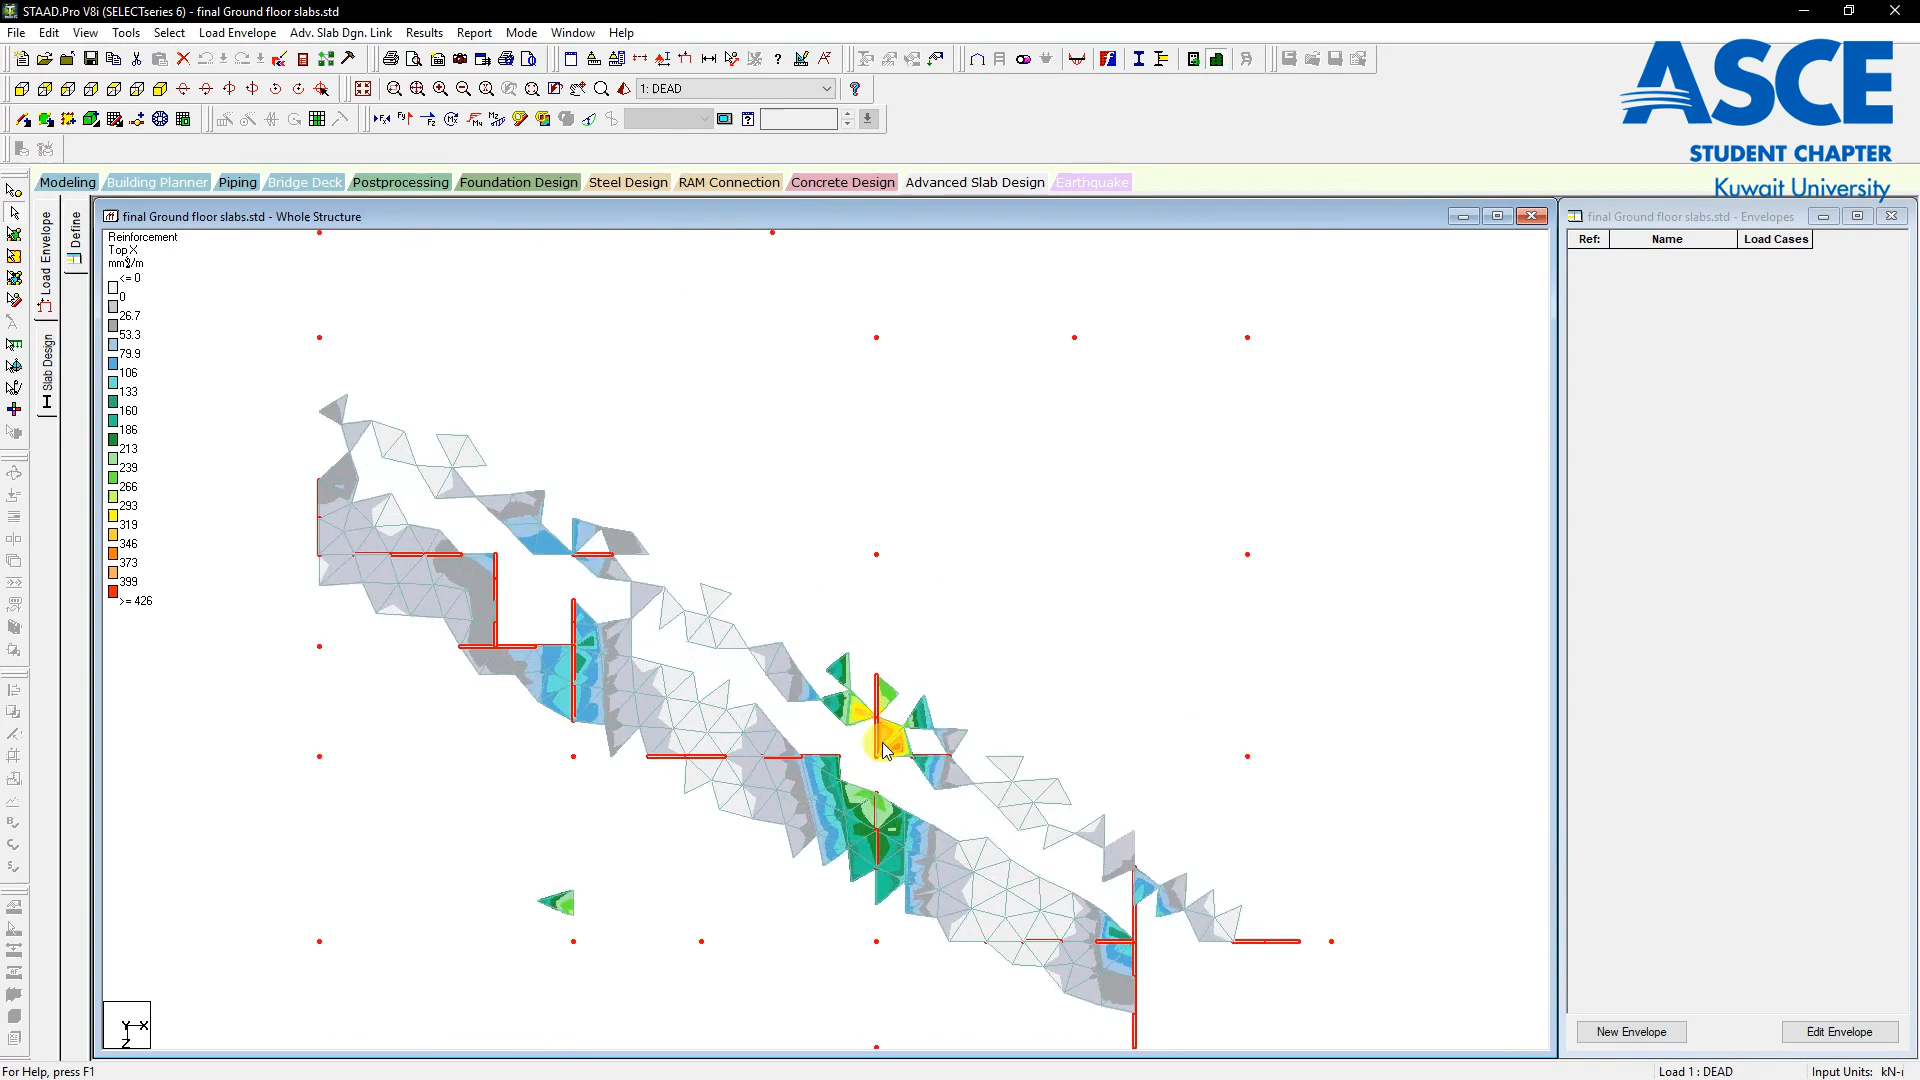 STAAD.Pro V8i (SELECTseries 6) - final Ground floor slabs.std
File Edit View Tools Select Load Envelope Adv. Slab Dgn. Link Results Report Mode Window Help
1: DEAD
ASCE
STUDENT CHAPTER
Kuwait University
Modeling Building Planner Piping Bridge Deck Postprocessing Foundation Design Steel Design RAM Connection Concrete Design Advanced Slab Design Earthquake
Load Envelope
Slab Design
Define
final Ground floor slabs.std - Whole Structure
Reinforcement
Top X
mm²/m
<= 0
0
26.7
53.3
79.9
106
133
160
186
213
239
266
293
319
346
373
399
>= 426
Y X
Z
final Ground floor slabs.std - Envelopes
Ref: Name Load Cases
New Envelope Edit Envelope
For Help, press F1
Load 1 : DEAD
Input Units: kN-